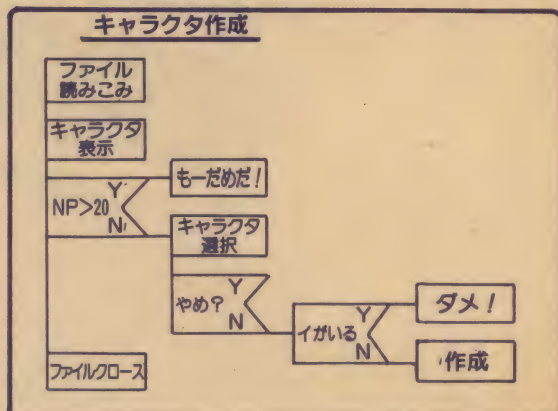 キャラクタ作成
ファイル
読みこみ
キャラクタ
表示
NP>20
Y
N
もーだめだ!
キャラクタ
選択
やめ?
Y
N
イがいる
Y
N
ダメ!
作成
ファイルクローズ